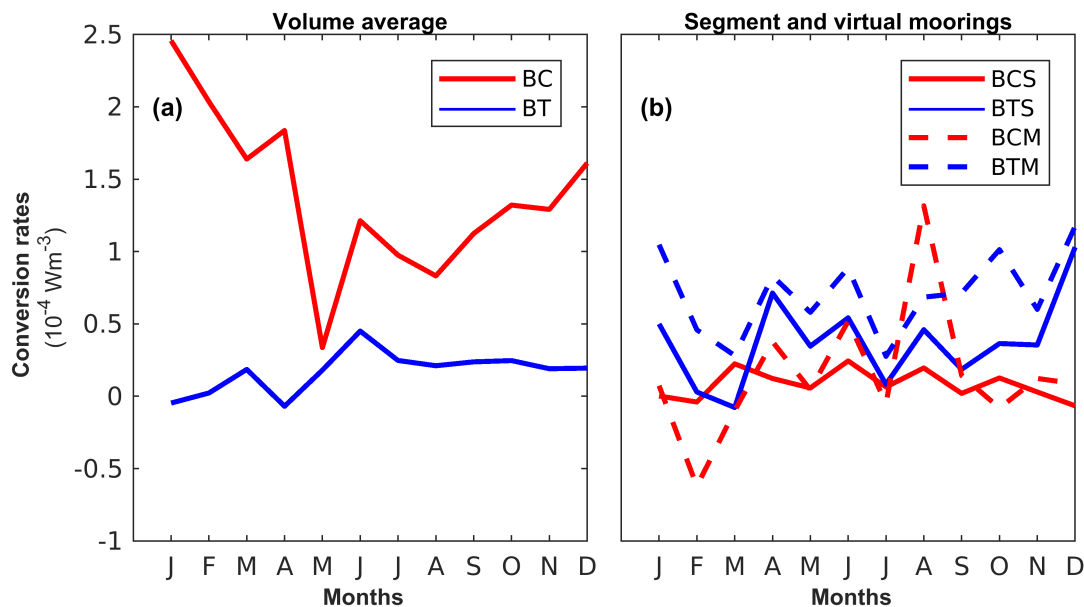 Volume average
Segment and virtual moorings
Conversion rates
(10-4 Wm-3)
2.5
2
1.5
1
0.5
0
-0.5
-1
(a)
BC
BT
J F M A M J J A S O N D
Months
(b)
BCS
BTS
BCM
BTM
J F M A M J J A S O N D
Months